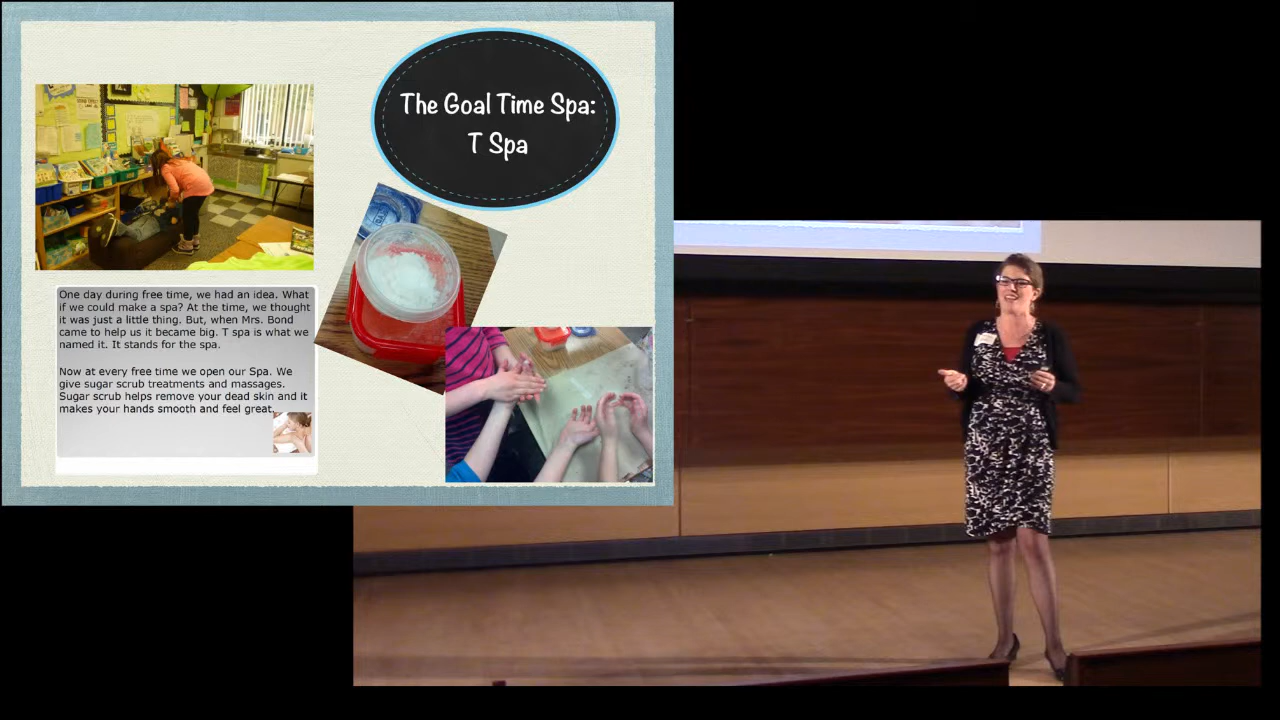 The Goal Time Spa:
T Spa
One day during free time, we had an idea. What
if we could make a spa? At the time, we thought
it was just a little thing. But, when Mrs. Bond
came to help us it became big. T spa is what we
named it. It stands for the spa.
Now at every free time we open our Spa. We
give sugar scrub treatments and massages.
Sugar scrub helps remove your dead skin and it
makes your hands smooth and feel great.